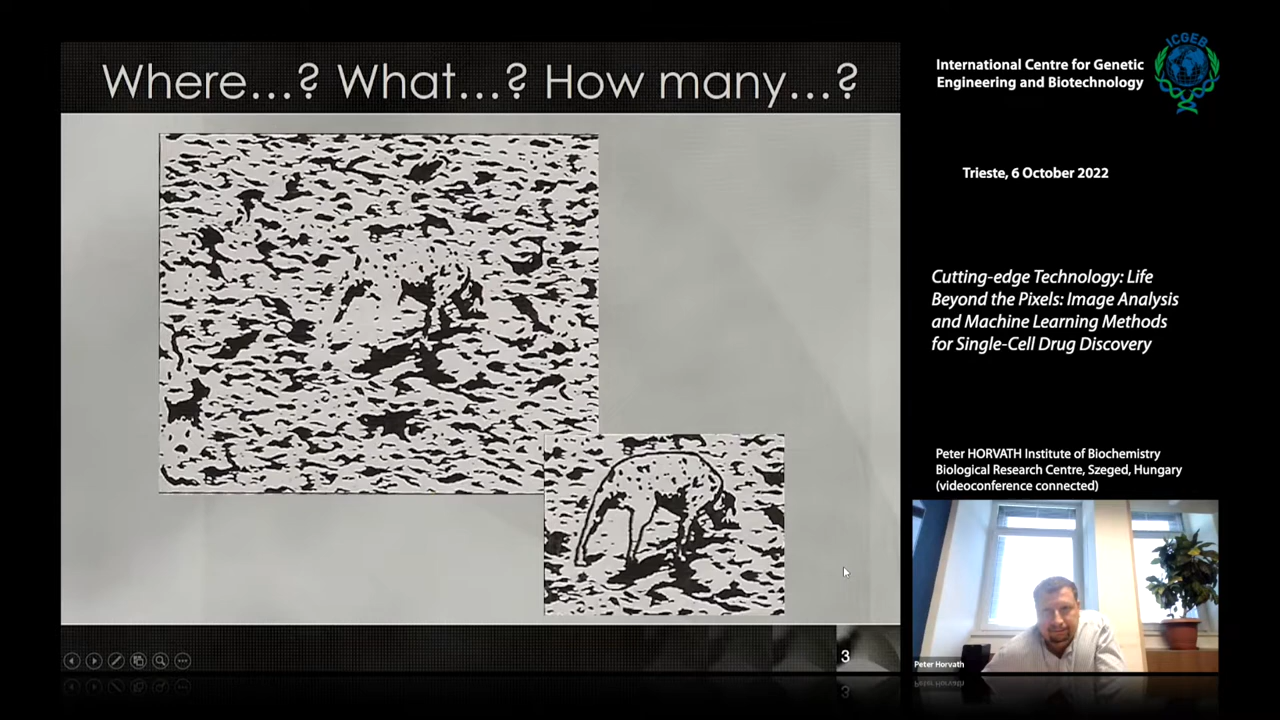 Where...? What...? How many...?
3
International Centre for Genetic
Engineering and Biotechnology
ICGEB
Trieste, 6 October 2022
Cutting-edge Technology: Life
Beyond the Pixels: Image Analysis
and Machine Learning Methods
for Single-Cell Drug Discovery
Peter HORVATH Institute of Biochemistry
Biological Research Centre, Szeged, Hungary
(videoconference connected)
Peter Horvath